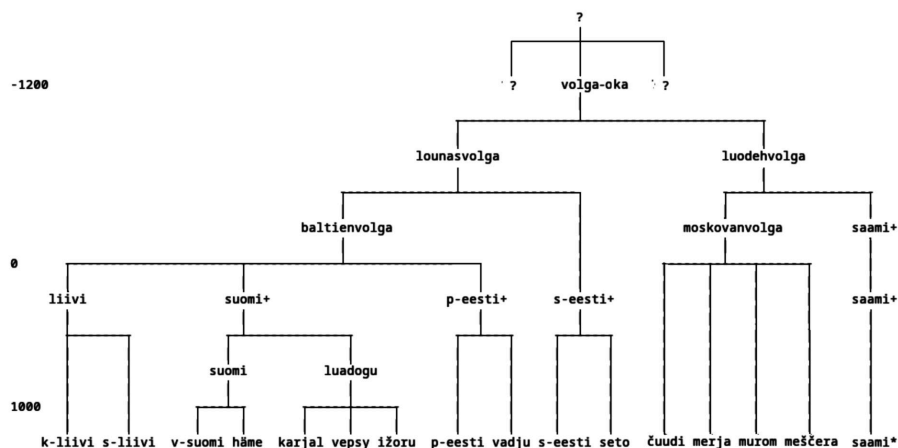 ?
-1200 ? volga-oka ?
lounasvolga luodehvolga
baltienvolga moskovanvolga saami+
0
liivi suomi+ p-eesti+ s-eesti+ saami+
suomi luadogu
1000
k-liivi s-liivi v-suomi häme karjal vepsy ižoru p-eesti vadju s-eesti seto čuudi merja murom meščera saami*